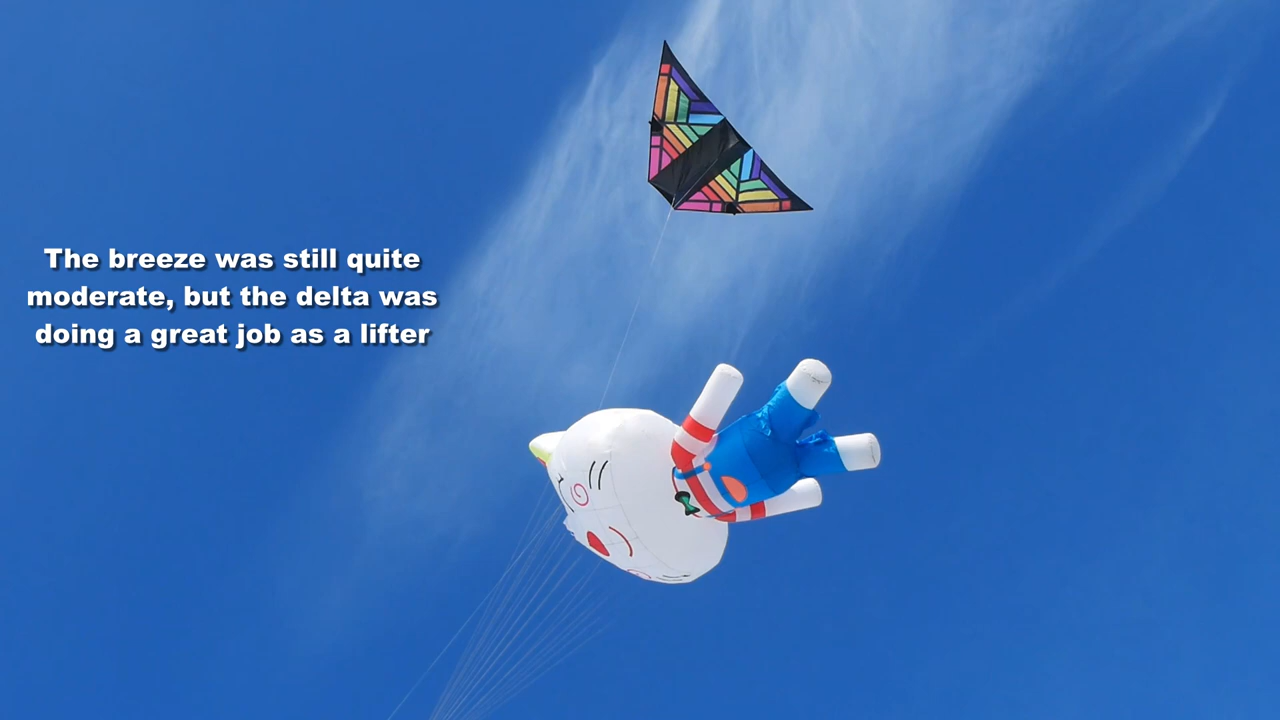 The breeze was still quite
moderate, but the delta was
doing a great job as a lifter